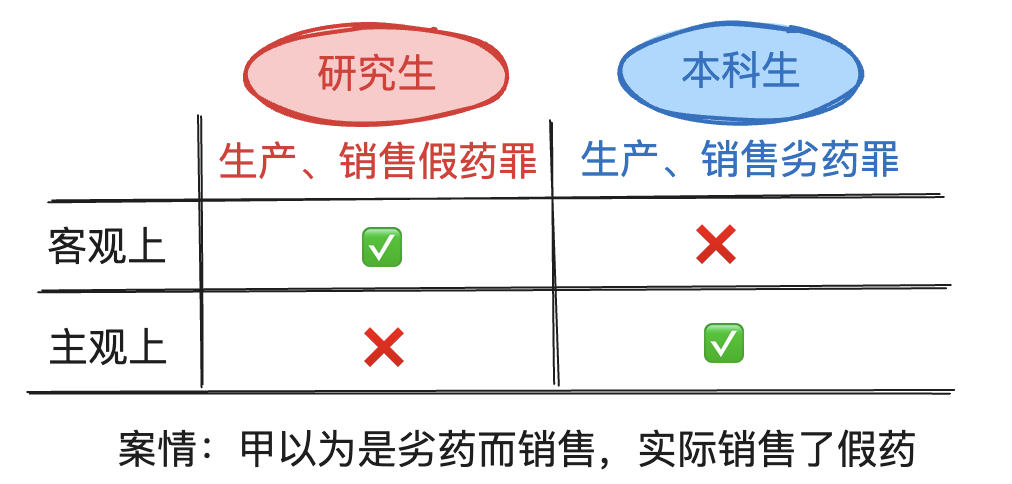 研究生
本科生
生产、销售假药罪
生产、销售劣药罪
客观上
主观上
案情：甲以为是劣药而销售，实际销售了假药